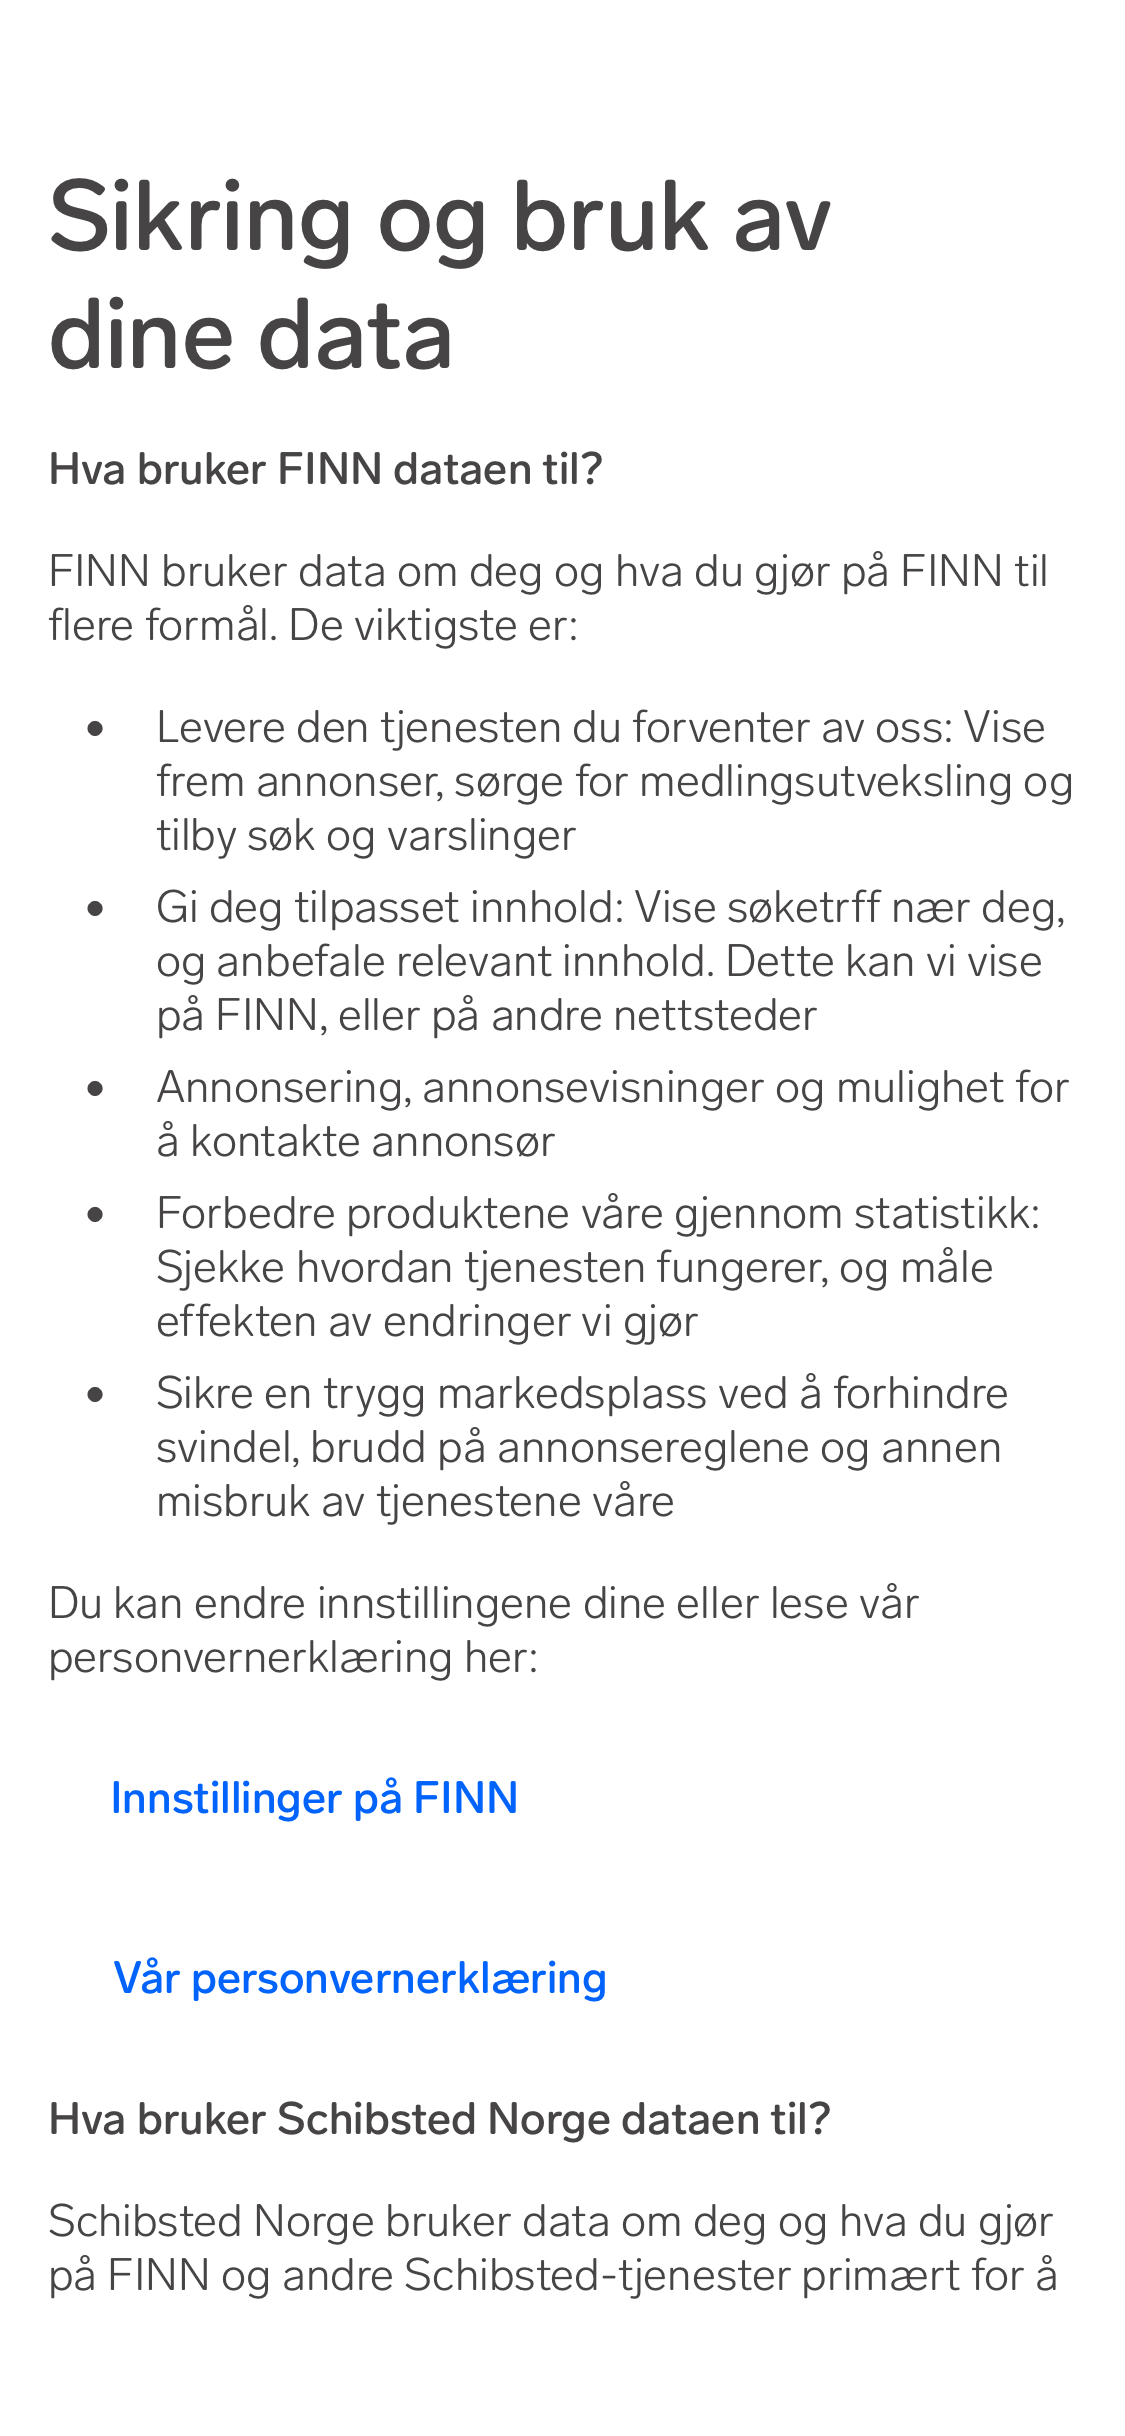 Sikring og bruk av
dine data
Hva bruker FINN dataen til?
FINN bruker data om deg og hva du gjør på FINN til
flere formål. De viktigste er:
• Levere den tjenesten du forventer av oss: Vise
frem annonser, sørge for medlingsutveksling og
tilby søk og varslinger
• Gi deg tilpasset innhold: Vise søketrff nær deg,
og anbefale relevant innhold. Dette kan vi vise
på FINN, eller på andre nettsteder
• Annonsering, annonsevisninger og mulighet for
å kontakte annonsør
• Forbedre produktene våre gjennom statistikk:
Sjekke hvordan tjenesten fungerer, og måle
effekten av endringer vi gjør
• Sikre en trygg markedsplass ved å forhindre
svindel, brudd på annonsereglene og annen
misbruk av tjenestene våre
Du kan endre innstillingene dine eller lese vår
personvernerklæring her:
Innstillinger på FINN
Vår personvernerklæring
Hva bruker Schibsted Norge dataen til?
Schibsted Norge bruker data om deg og hva du gjør
på FINN og andre Schibsted-tjenester primært for å